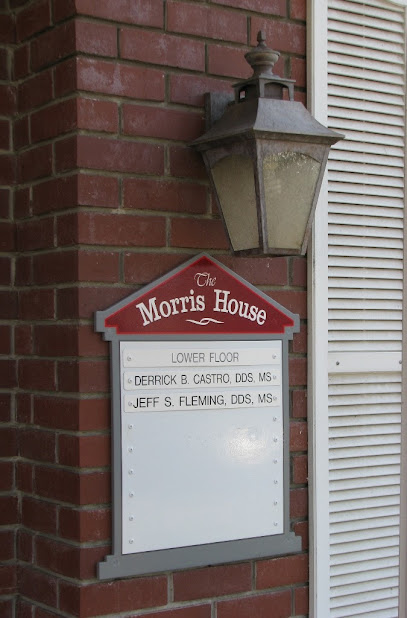 The
Morris House
LOWER FLOOR
DERRICK B. CASTRO, DDS, MS
JEFF S. FLEMING, DDS, MS